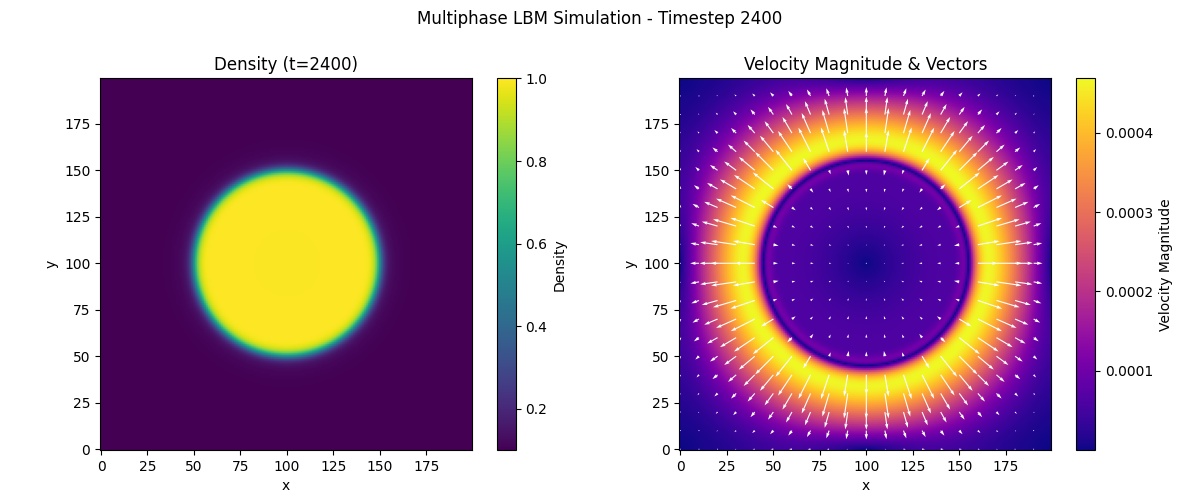 Multiphase LBM Simulation - Timestep 2400
Density (t=2400)
175
150
125
100
75
50
25
0
y
0 25 50 75 100 125 150 175
x
1.0
0.8
0.6
0.4
0.2
Density
Velocity Magnitude & Vectors
175
150
125
100
75
50
25
0
y
0 25 50 75 100 125 150 175
x
0.0004
0.0003
0.0002
0.0001
Velocity Magnitude